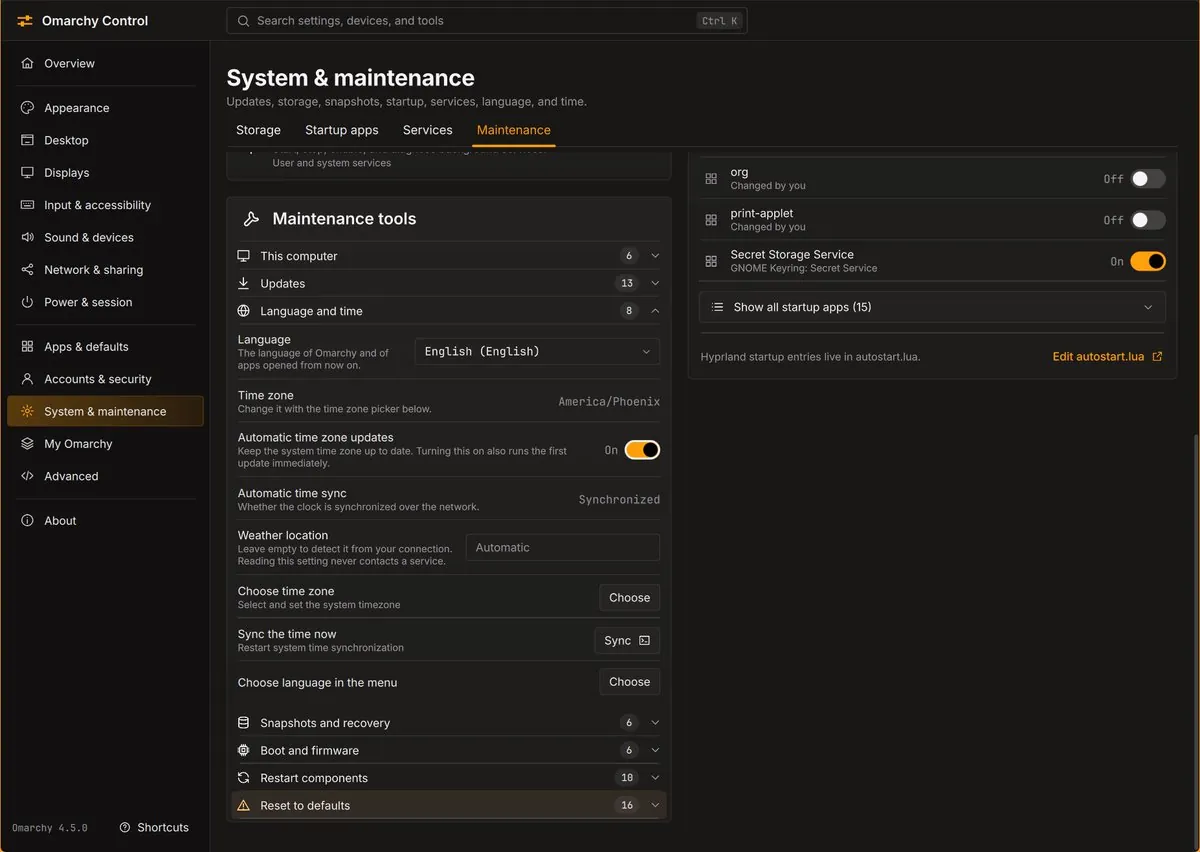 Omarchy Control
Search settings, devices, and tools
Ctrl K
Overview
Appearance
Desktop
Displays
Input & accessibility
Sound & devices
Network & sharing
Power & session
Apps & defaults
Accounts & security
System & maintenance
My Omarchy
Advanced
About
Omarchy 4.5.0
Shortcuts
System & maintenance
Updates, storage, snapshots, startup, services, language, and time.
Storage
Startup apps
Services
Maintenance
User and system services
Maintenance tools
This computer
6
Updates
13
Language and time
8
Language
The language of Omarchy and of
apps opened from now on.
English (English)
Time zone
Change it with the time zone picker below.
America/Phoenix
Automatic time zone updates
Keep the system time zone up to date. Turning this on also runs the first
update immediately.
On
Automatic time sync
Whether the clock is synchronized over the network.
Synchronized
Weather location
Leave empty to detect it from your connection.
Reading this setting never contacts a service.
Automatic
Choose time zone
Select and set the system timezone
Choose
Sync the time now
Restart system time synchronization
Sync
Choose language in the menu
Choose
Snapshots and recovery
6
Boot and firmware
6
Restart components
10
Reset to defaults
16
org
Changed by you
Off
print-applet
Changed by you
Off
Secret Storage Service
GNOME Keyring: Secret Service
On
Show all startup apps (15)
Hyprland startup entries live in autostart.lua.
Edit autostart.lua